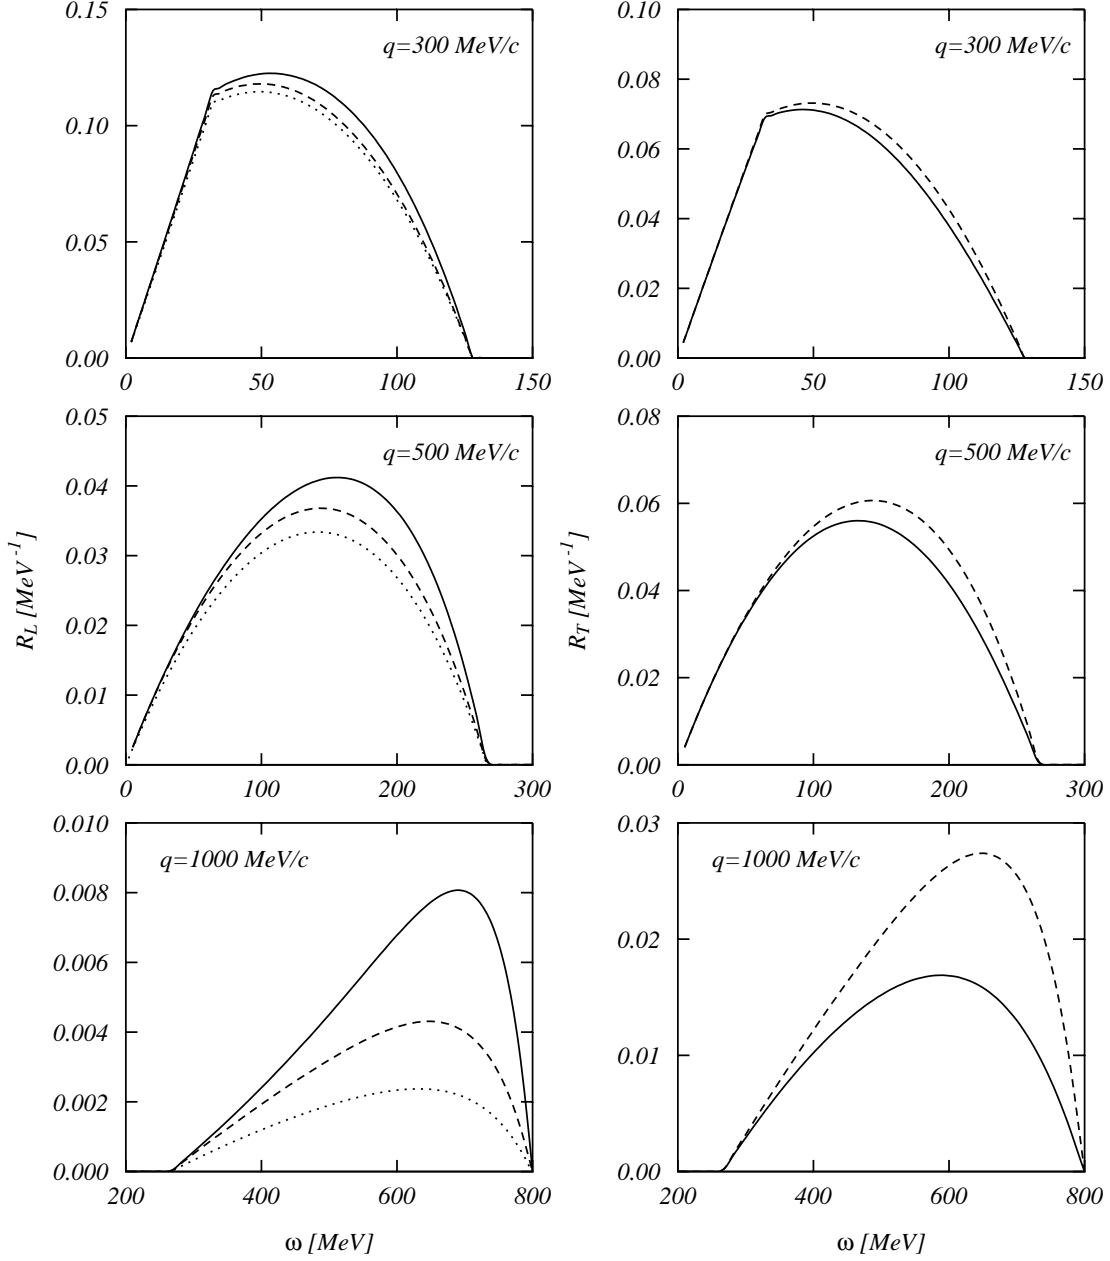 0.15
0.10
0.05
0.00
0 50 100 150
q=300 MeV/c
0.10
0.08
0.06
0.04
0.02
0.00
0 50 100 150
q=300 MeV/c
0.05
0.04
0.03
0.02
0.01
0.00
0 100 200 300
q=500 MeV/c
R_L [MeV^-1]
0.08
0.06
0.04
0.02
0.00
0 100 200 300
q=500 MeV/c
R_T [MeV^-1]
0.010
0.008
0.006
0.004
0.002
0.000
200 400 600 800
q=1000 MeV/c
ω [MeV]
0.03
0.02
0.01
0.00
200 400 600 800
q=1000 MeV/c
ω [MeV]